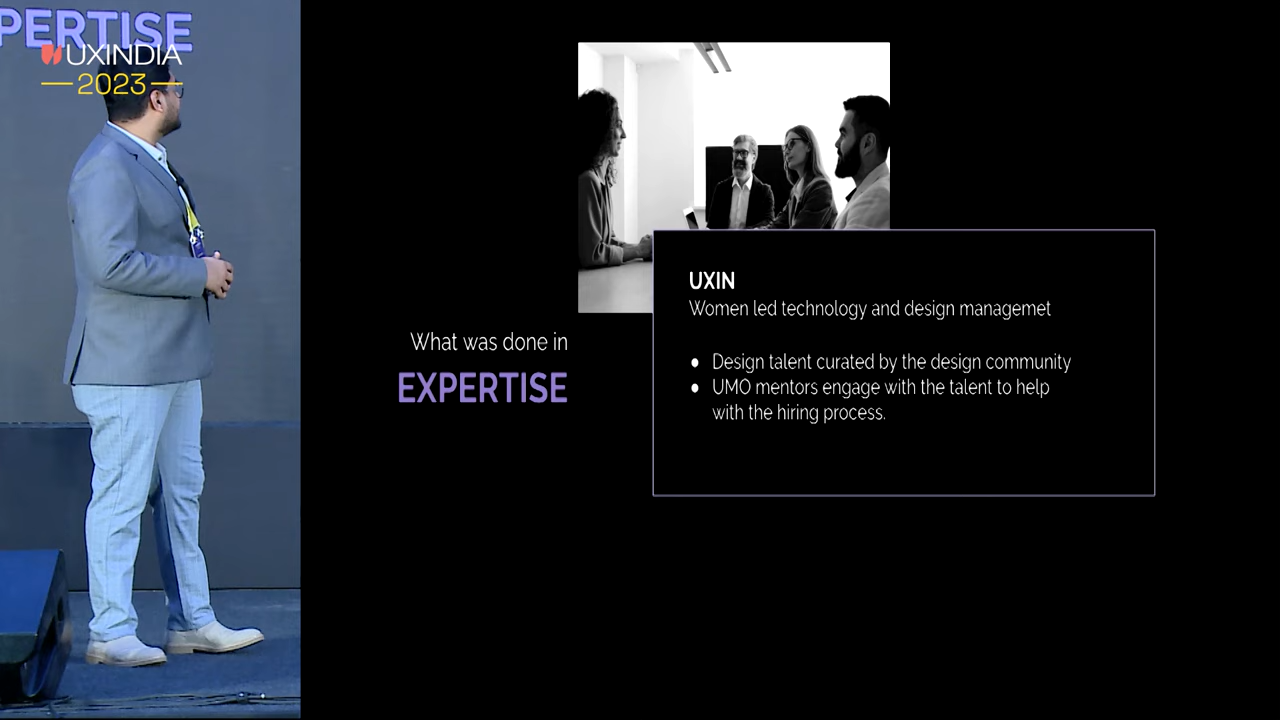 PERTISE
UXINDIA
2023
What was done in
EXPERTISE
UXIN
Women led technology and design managemet
● Design talent curated by the design community
● UMO mentors engage with the talent to help
with the hiring process.